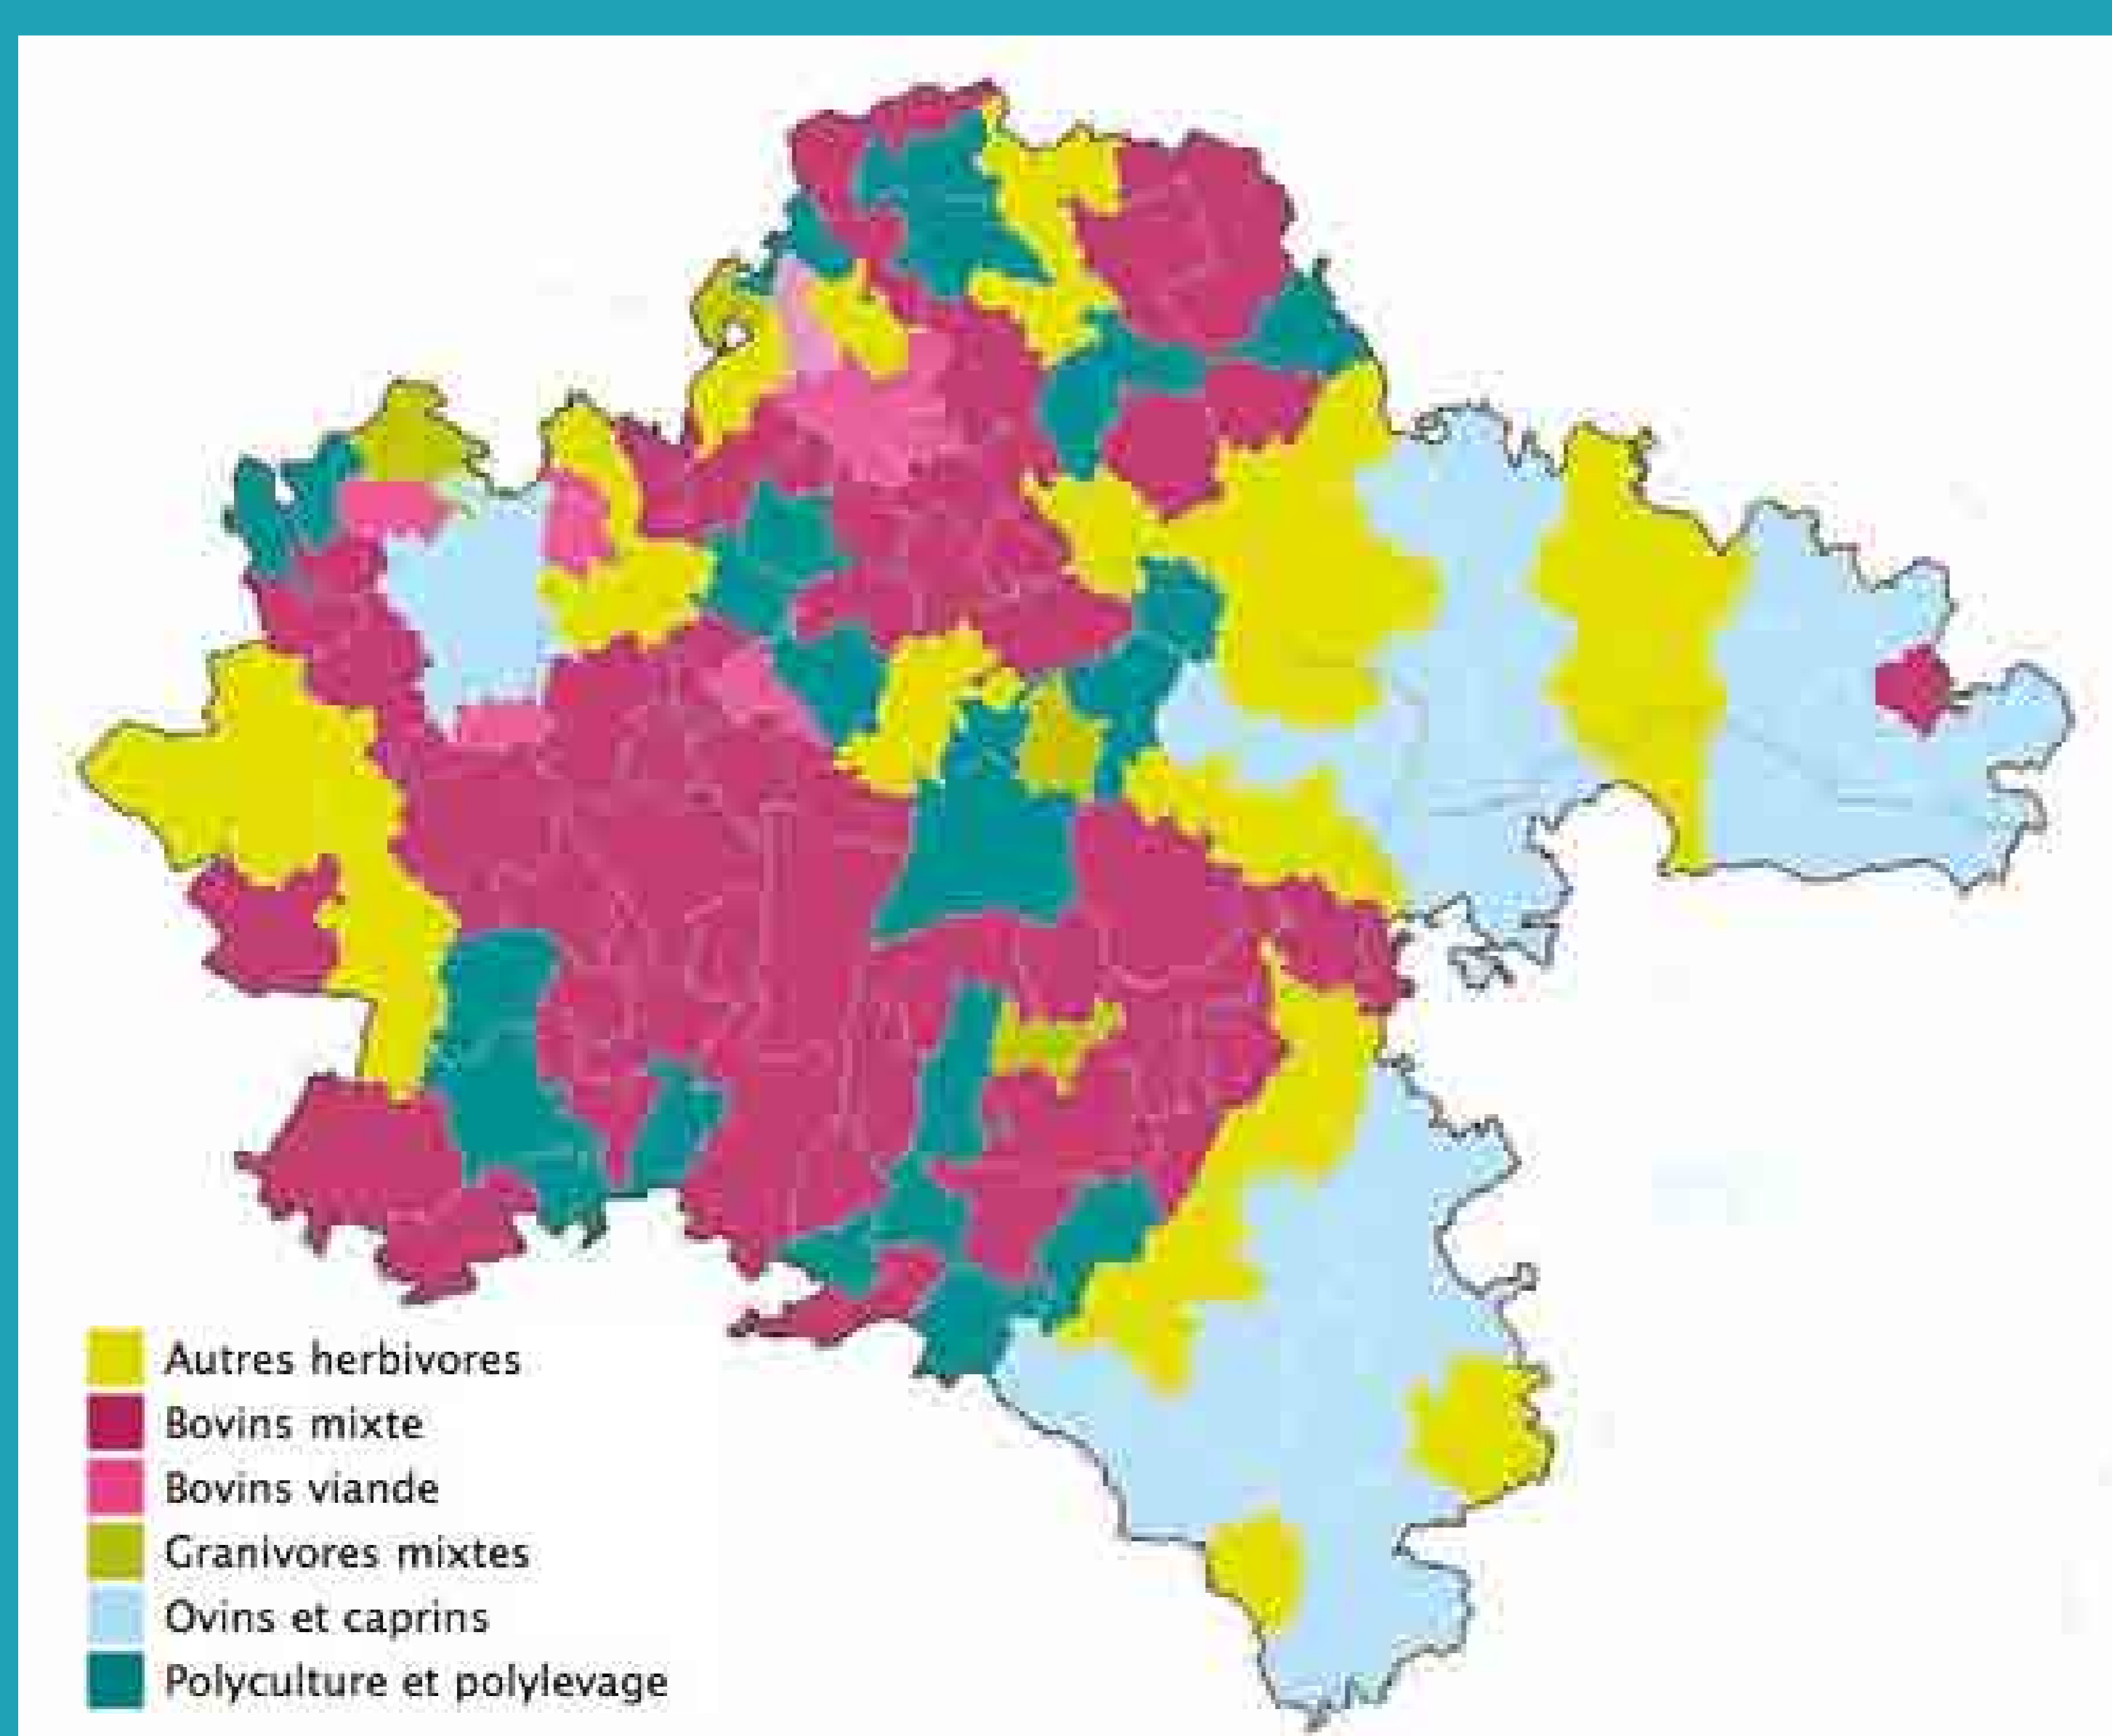 Autres herbivores
Bovins mixte
Bovins viande
Granivores mixtes
Ovins et caprins
Polyculture et polylevage